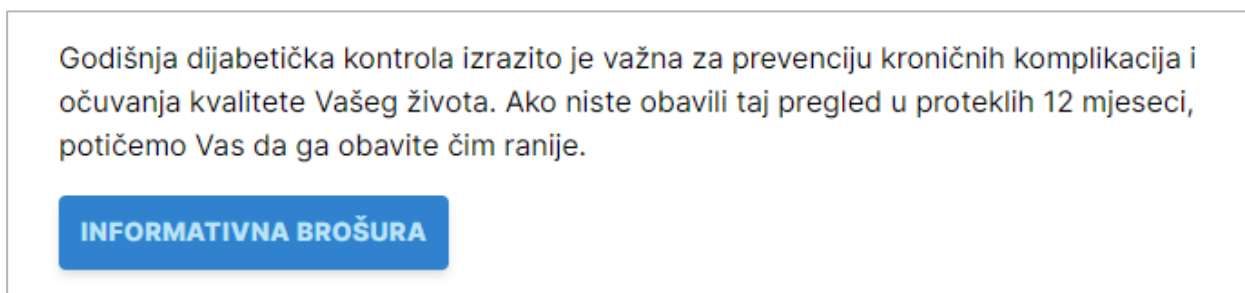 Godišnja dijabetička kontrola izrazito je važna za prevenciju kroničnih komplikacija i
očuvanja kvalitete Vašeg života. Ako niste obavili taj pregled u proteklih 12 mjeseci,
potičemo Vas da ga obavite čim ranije.
INFORMATIVNA BROŠURA